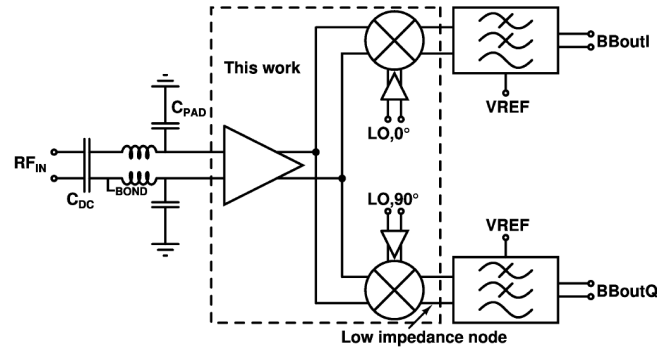 This work
C_PAD
RF_IN
C_DC
L_BOND
LO,0°
VREF
BBoutI
LO,90°
VREF
BBoutQ
Low impedance node